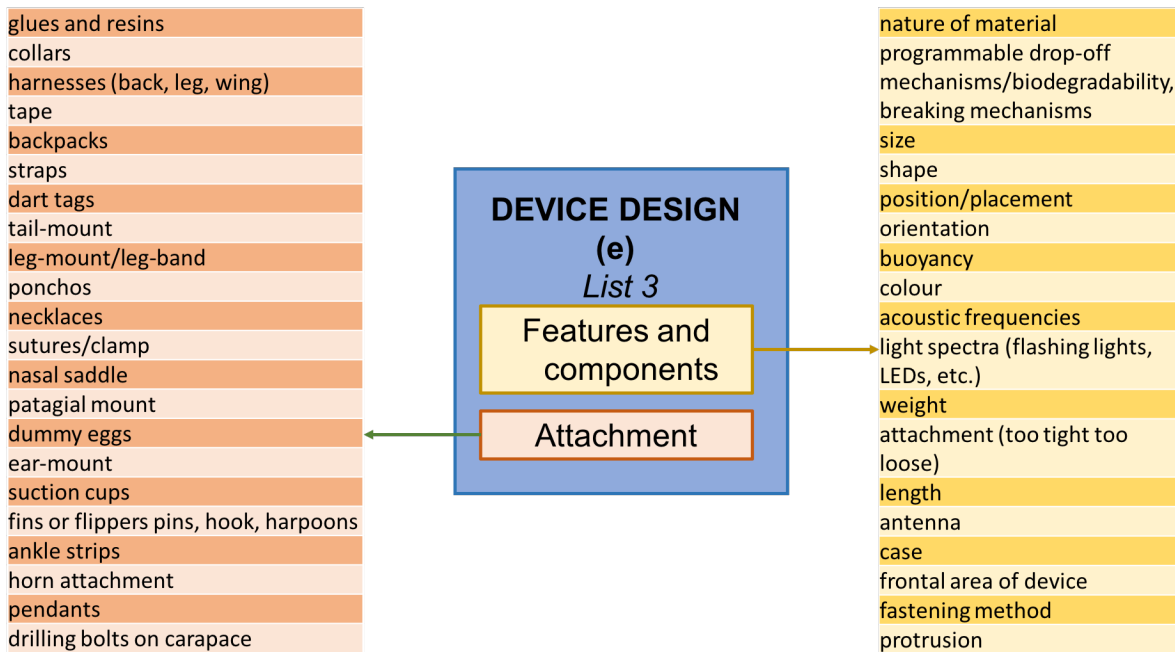 glues and resins
collars
harnesses (back, leg, wing)
tape
backpacks
straps
dart tags
tail-mount
leg-mount/leg-band
ponchos
necklaces
sutures/clamp
nasal saddle
patagial mount
dummy eggs
ear-mount
suction cups
fins or flippers pins, hook, harpoons
ankle strips
horn attachment
pendants
drilling bolts on carapace
DEVICE DESIGN
(e)
List 3
Features and
components
Attachment
nature of material
programmable drop-off
mechanisms/biodegradability,
breaking mechanisms
size
shape
position/placement
orientation
buoyancy
colour
acoustic frequencies
light spectra (flashing lights,
LEDs, etc.)
weight
attachment (too tight too
loose)
length
antenna
case
frontal area of device
fastening method
protrusion